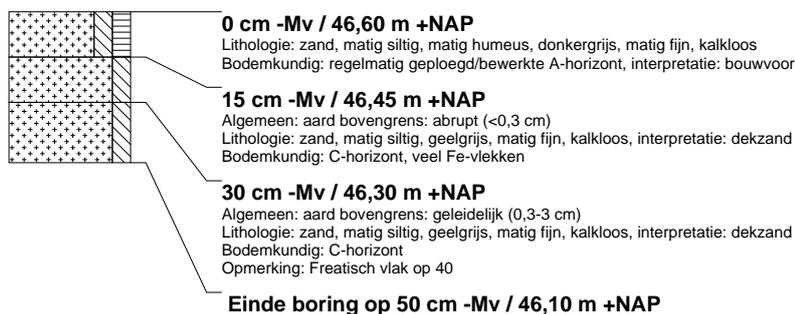 0 cm -Mv / 46,60 m +NAP
Lithologie: zand, matig siltig, matig humeus, donkergrijs, matig fijn, kalkloos
Bodemkundig: regelmatig geploegd/bewerkte A-horizont, interpretatie: bouwvoor
15 cm -Mv / 46,45 m +NAP
Algemeen: aard bovengrens: abrupt (<0,3 cm)
Lithologie: zand, matig siltig, geelgrijs, matig fijn, kalkloos, interpretatie: dekzand
Bodemkundig: C-horizont, veel Fe-vlekken
30 cm -Mv / 46,30 m +NAP
Algemeen: aard bovengrens: geleidelijk (0,3-3 cm)
Lithologie: zand, matig siltig, geelgrijs, matig fijn, kalkloos, interpretatie: dekzand
Bodemkundig: C-horizont
Opmerking: Freatisch vlak op 40
Einde boring op 50 cm -Mv / 46,10 m +NAP